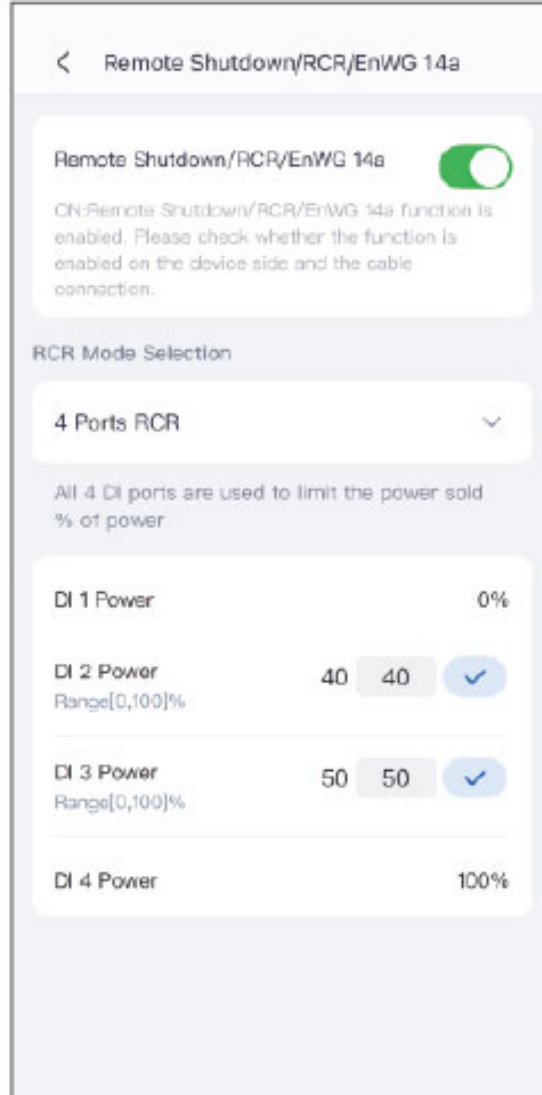 Remote Shutdown/RCR/EnWG 14a
Remote Shutdown/RCR/EnWG 14a
ON:Remote Shutdown/RCR/EnWG 14a function is
enabled. Please check whether the function is
enabled on the device side and the cable
connection.
RCR Mode Selection
4 Ports RCR
All 4 DI ports are used to limit the power sold
% of power
DI 1 Power 0%
DI 2 Power 40 40
Range[0,100]%
DI 3 Power 50 50
Range[0,100]%
DI 4 Power 100%